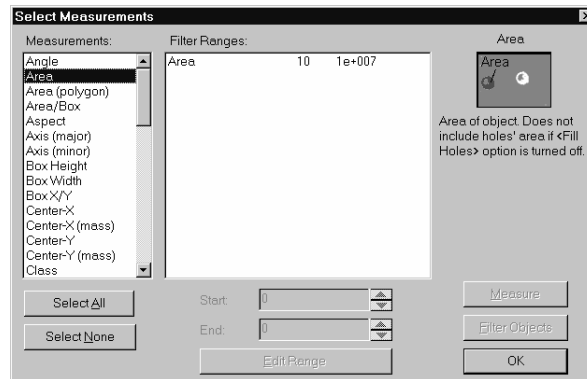 Select Measurements
Measurements:
Angle
Area
Area (polygon)
Area/Box
Aspect
Axis (major)
Axis (minor)
Box Height
Box Width
Box X/Y
Center-X
Center-X (mass)
Center-Y
Center-Y (mass)
Class
Select All
Select None
Filter Ranges:
Area 10 1e+007
Start: 0
End: 0
Edit Range
Area
Area
Area of object. Does not
include holes' area if <Fill
Holes> option is turned off.
Measure
Filter Objects
OK